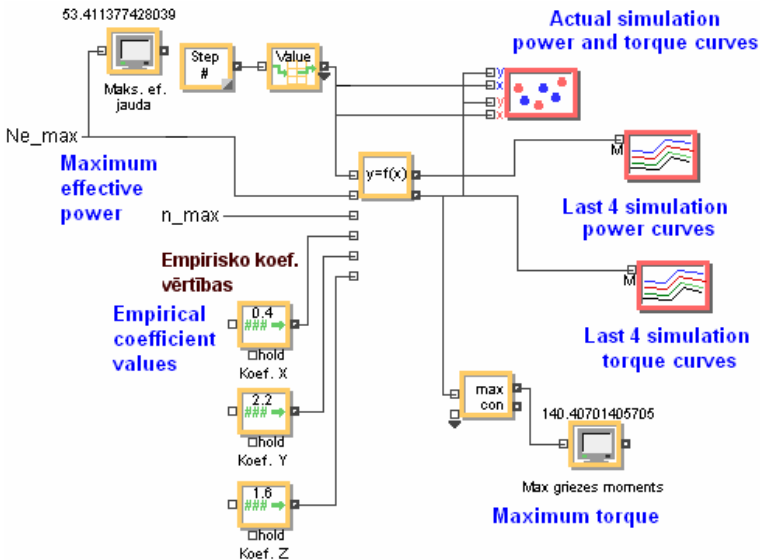 53.411377428039
Maks. ef.
jauda
Step
#
Value
Actual simulation
power and torque curves
y
x
y
x
Ne_max
Maximum
effective
power
y=f(x)
M
Last 4 simulation
power curves
n_max
Empirisko koef.
vērtības
Empirical
coefficient
values
0.4
###
hold
Koef. X
M
Last 4 simulation
torque curves
2.2
###
hold
Koef. Y
max
con
140.40701405705
Max griezes moments
Maximum torque
1.6
###
hold
Koef. Z